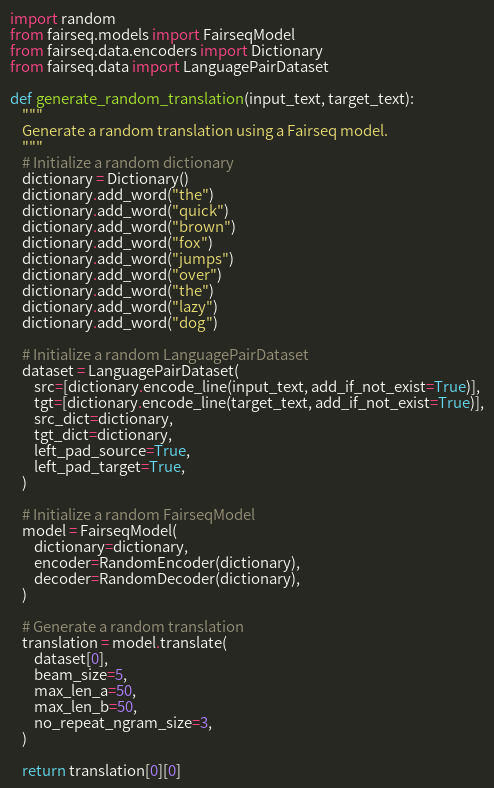 import random
from fairseq.models import FairseqModel
from fairseq.data.encoders import Dictionary
from fairseq.data import LanguagePairDataset

def generate_random_translation(input_text, target_text):
    """
    Generate a random translation using a Fairseq model.
    """
    # Initialize a random dictionary
    dictionary = Dictionary()
    dictionary.add_word("the")
    dictionary.add_word("quick")
    dictionary.add_word("brown")
    dictionary.add_word("fox")
    dictionary.add_word("jumps")
    dictionary.add_word("over")
    dictionary.add_word("the")
    dictionary.add_word("lazy")
    dictionary.add_word("dog")

    # Initialize a random LanguagePairDataset
    dataset = LanguagePairDataset(
        src=[dictionary.encode_line(input_text, add_if_not_exist=True)],
        tgt=[dictionary.encode_line(target_text, add_if_not_exist=True)],
        src_dict=dictionary,
        tgt_dict=dictionary,
        left_pad_source=True,
        left_pad_target=True,
    )

    # Initialize a random FairseqModel
    model = FairseqModel(
        dictionary=dictionary,
        encoder=RandomEncoder(dictionary),
        decoder=RandomDecoder(dictionary),
    )

    # Generate a random translation
    translation = model.translate(
        dataset[0],
        beam_size=5,
        max_len_a=50,
        max_len_b=50,
        no_repeat_ngram_size=3,
    )

    return translation[0][0]